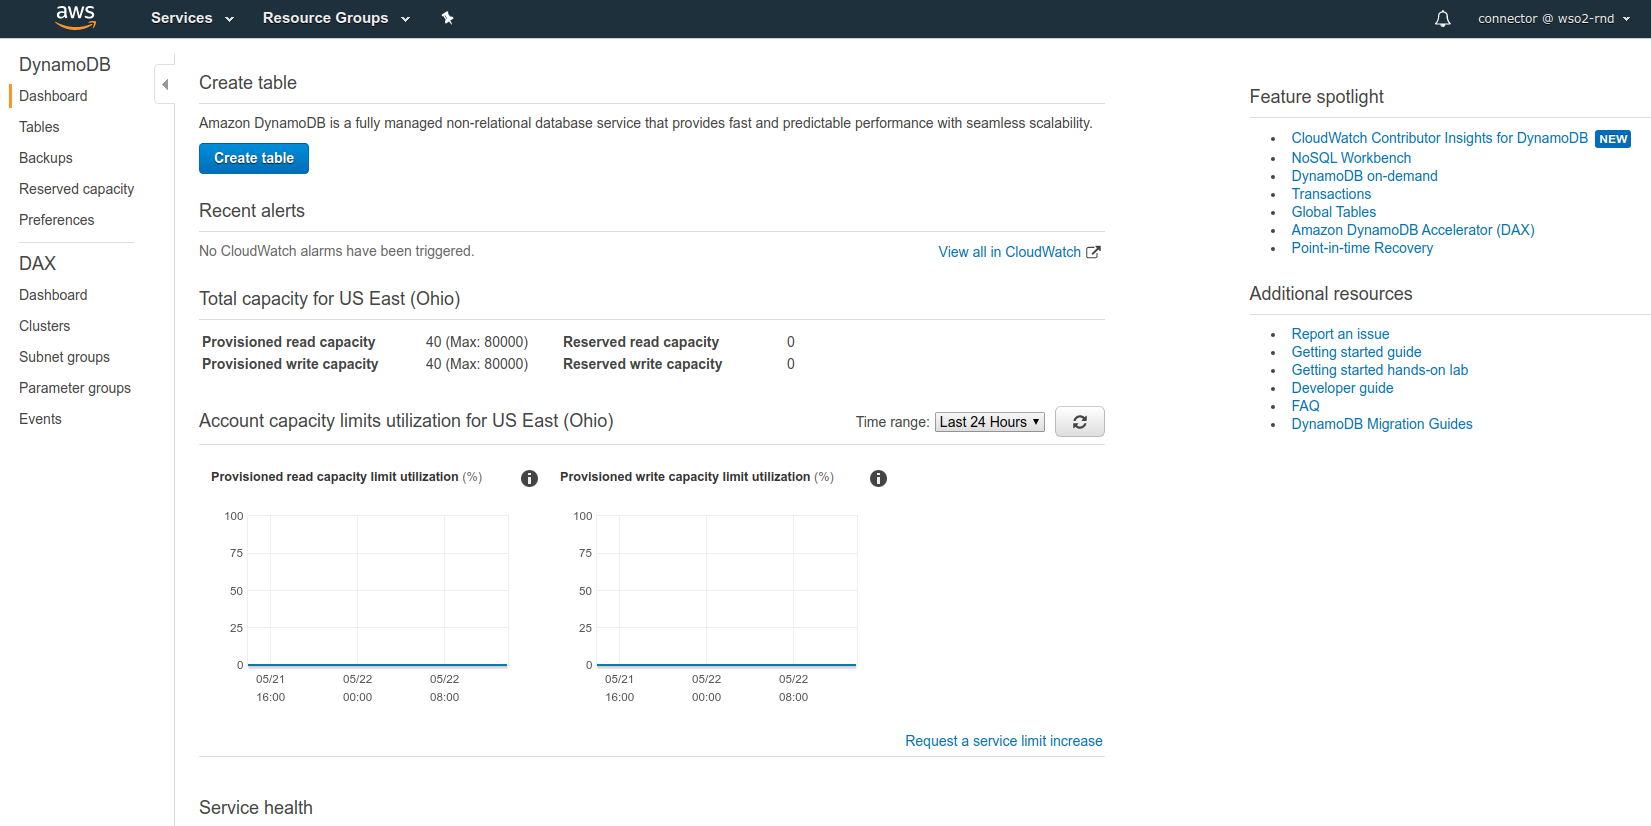 aws Services Resource Groups connector @ wso2-rnd
DynamoDB
Dashboard
Tables
Backups
Reserved capacity
Preferences
DAX
Dashboard
Clusters
Subnet groups
Parameter groups
Events
Create table
Amazon DynamoDB is a fully managed non-relational database service that provides fast and predictable performance with seamless scalability.
Create table
Recent alerts
No CloudWatch alarms have been triggered. View all in CloudWatch
Total capacity for US East (Ohio)
Provisioned read capacity 40 (Max: 80000) Reserved read capacity 0
Provisioned write capacity 40 (Max: 80000) Reserved write capacity 0
Account capacity limits utilization for US East (Ohio) Time range: Last 24 Hours
Provisioned read capacity limit utilization (%)
100
75
50
25
0
05/21 05/22 05/22
16:00 00:00 08:00
Provisioned write capacity limit utilization (%)
100
75
50
25
0
05/21 05/22 05/22
16:00 00:00 08:00
Request a service limit increase
Service health
Feature spotlight
CloudWatch Contributor Insights for DynamoDB NEW
NoSQL Workbench
DynamoDB on-demand
Transactions
Global Tables
Amazon DynamoDB Accelerator (DAX)
Point-in-time Recovery
Additional resources
Report an issue
Getting started guide
Getting started hands-on lab
Developer guide
FAQ
DynamoDB Migration Guides